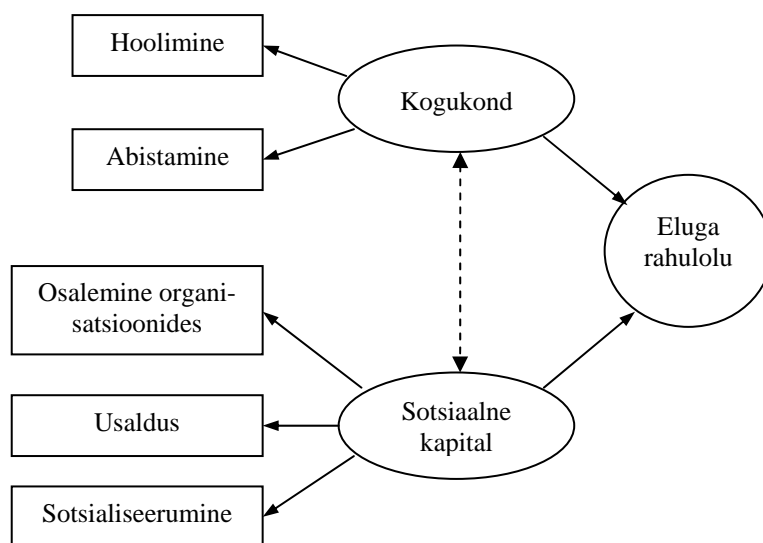 Hoolimine
Kogukond
Abistamine
Eluga
rahulolu
Osalemine organi-
satsioonides
Usaldus
Sotsiaalne
kapital
Sotsialiseerumine